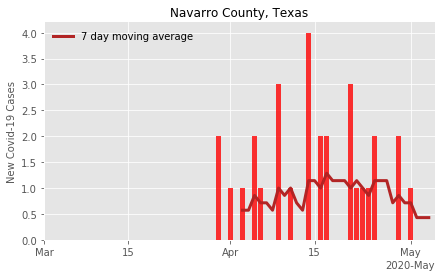 Navarro County, Texas
7 day moving average
New Covid-19 Cases
4.0
3.5
3.0
2.5
2.0
1.5
1.0
0.5
0.0
Mar
15
Apr
15
May
2020-May